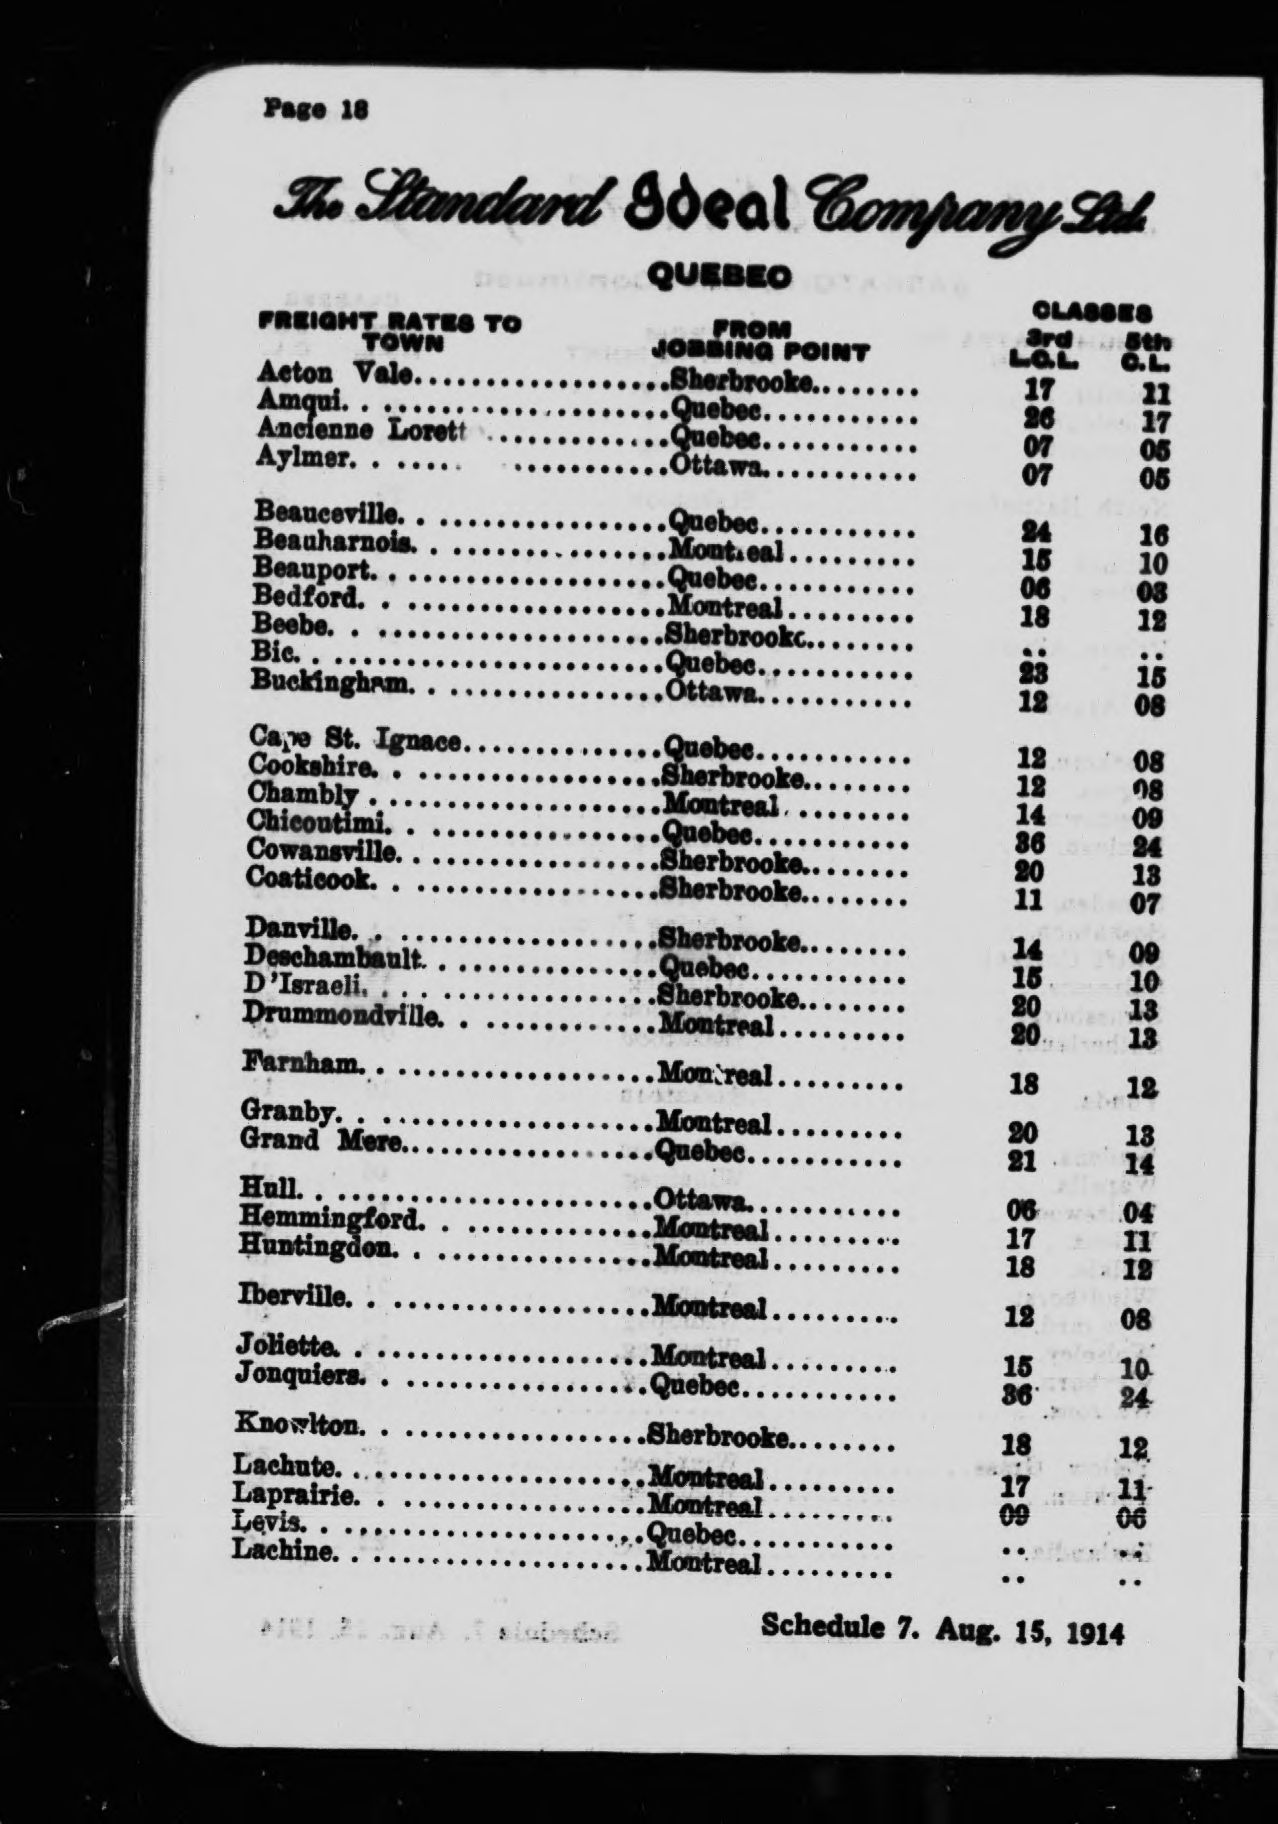 Page 18
The Standard Ideal Company Ltd.
QUEBEC
CLASSES
FREIGHT RATES TO FROM 3rd 5th
TOWN JOBBING POINT L.C.L. C.L.
Acton Vale..................Sherbrooke........ 17 11
Amqui. . ....................Quebec........... 26 17
Ancienne Lorett .............Quebec........... 07 05
Aylmer. . ..... ...........Ottawa........... 07 05
Beauceville. . ................Quebec........... 24 16
Beauharnois. . ...............Montreal......... 15 10
Beauport. . ..................Quebec........... 06 03
Bedford. . ..................Montreal......... 18 12
Beebe. . ....................Sherbrooke........ .. ..
Bic. . .......................Quebec........... 23 15
Buckingham. . ...............Ottawa........... 12 08
Cape St. Ignace..............Quebec........... 12 08
Cookshire. . .................Sherbrooke........ 12 08
Chambly . ...................Montreal......... 14 09
Chicoutimi. . ................Quebec........... 36 24
Cowansville. . ................Sherbrooke........ 20 13
Coaticook. . .................Sherbrooke........ 11 07
Danville. . ..................Sherbrooke........ 14 09
Deschambault. . ...............Quebec........... 15 10
D'Israeli. . . . ...............Sherbrooke........ 20 13
Drummondville. . ............Montreal......... 20 13
Farnham. . ..................Montreal......... 18 12
Granby. . ...................Montreal......... 20 13
Grand Mere..................Quebec........... 21 14
Hull. . ......................Ottawa........... 06 04
Hemmingford. . .............Montreal......... 17 11
Huntingdon. . ...............Montreal......... 18 12
Iberville. . ..................Montreal......... 12 08
Joliette. . ...................Montreal......... 15 10
Jonquiers. . ..................Quebec........... 36 24
Knowlton. . .................Sherbrooke........ 18 12
Lachute. . ...................Montreal......... 17 11
Laprairie. . ..................Montreal......... 09 06
Levis. . .....................Quebec........... .. ..
Lachine. . ...................Montreal......... .. ..
Schedule 7. Aug. 15, 1914